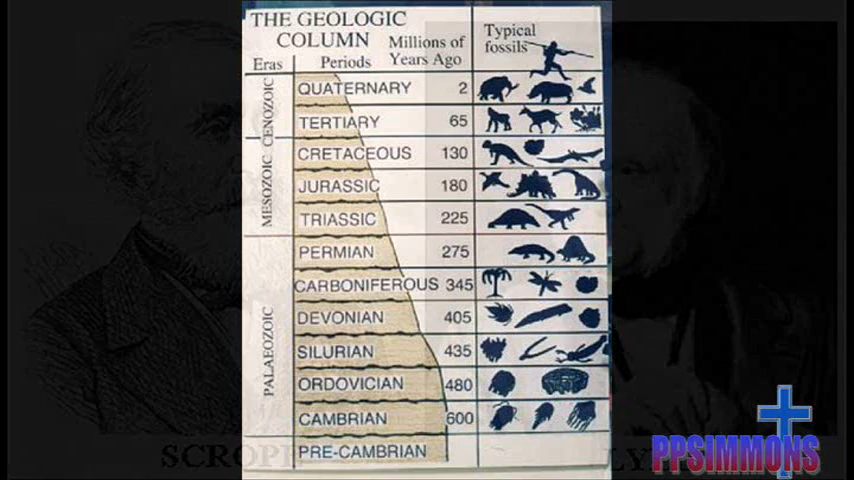 THE GEOLOGIC
COLUMN
Millions of
Years Ago
Typical
fossils
Eras
Periods
CENOZOIC
QUATERNARY 2
TERTIARY 65
MESOZOIC
CRETACEOUS 130
JURASSIC 180
TRIASSIC 225
PALAEOZOIC
PERMIAN 275
CARBONIFEROUS 345
DEVONIAN 405
SILURIAN 435
ORDOVICIAN 480
CAMBRIAN 600
PRE-CAMBRIAN
SCROP
PPSIMMONS